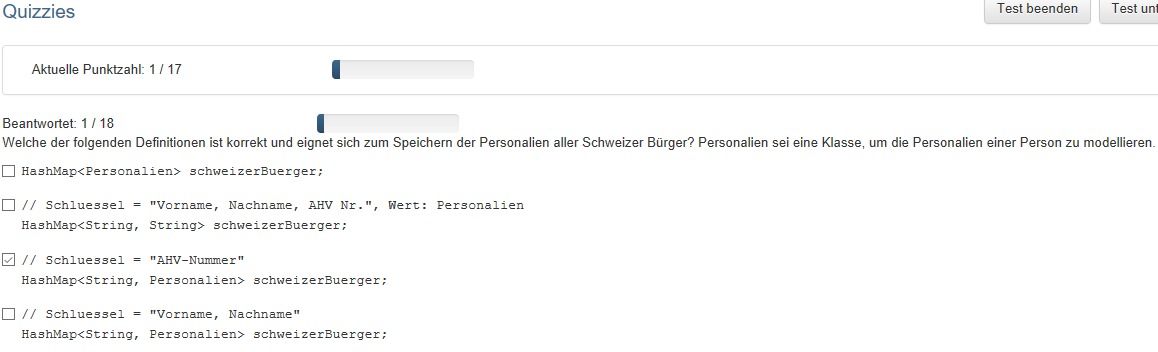 Quizzies
Test beenden
Test unt
Aktuelle Punktzahl: 1 / 17
Beantwortet: 1 / 18
Welche der folgenden Definitionen ist korrekt und eignet sich zum Speichern der Personalien aller Schweizer Bürger? Personalien sei eine Klasse, um die Personalien einer Person zu modellieren.
HashMap<Personalien> schweizerBuerger;
// Schluessel = "Vorname, Nachname, AHV Nr.", Wert: Personalien
HashMap<String, String> schweizerBuerger;
// Schluessel = "AHV-Nummer"
HashMap<String, Personalien> schweizerBuerger;
// Schluessel = "Vorname, Nachname"
HashMap<String, Personalien> schweizerBuerger;